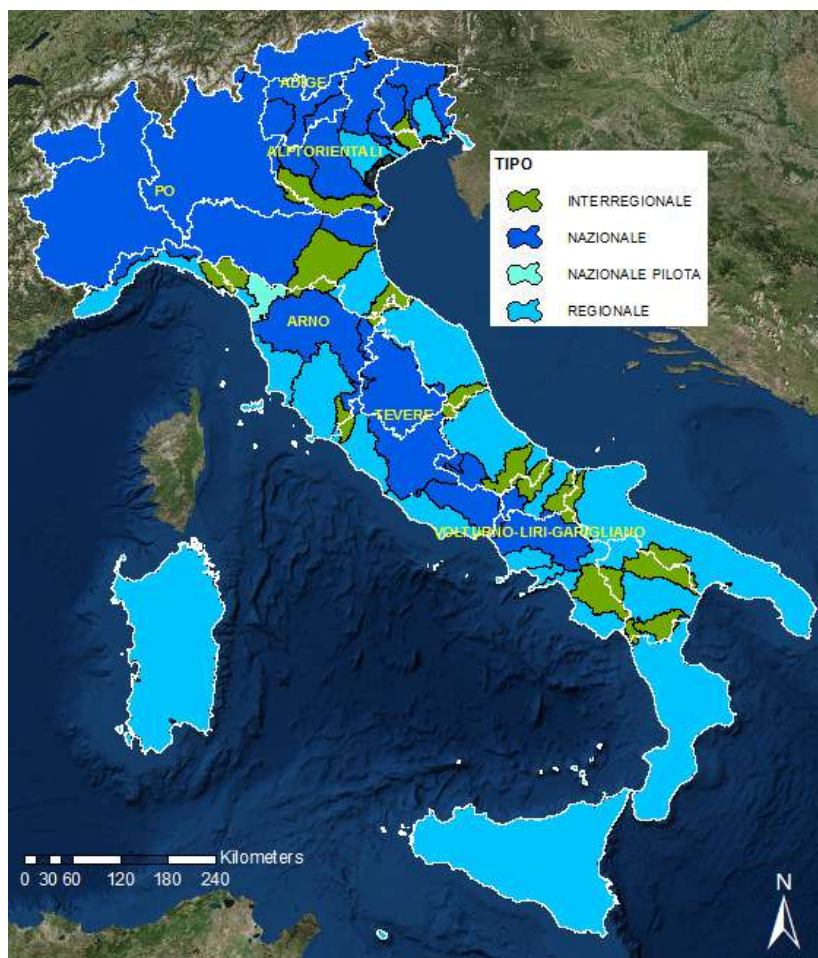 ADIGE
ALPI ORIENTALI
PO
TIPO
INTERREGIONALE
NAZIONALE
NAZIONALE PILOTA
REGIONALE
ARNO
TEVERE
VOLTURNO-LIRI-GARIGLIANO
Kilometers
0 30 60 120 180 240
N